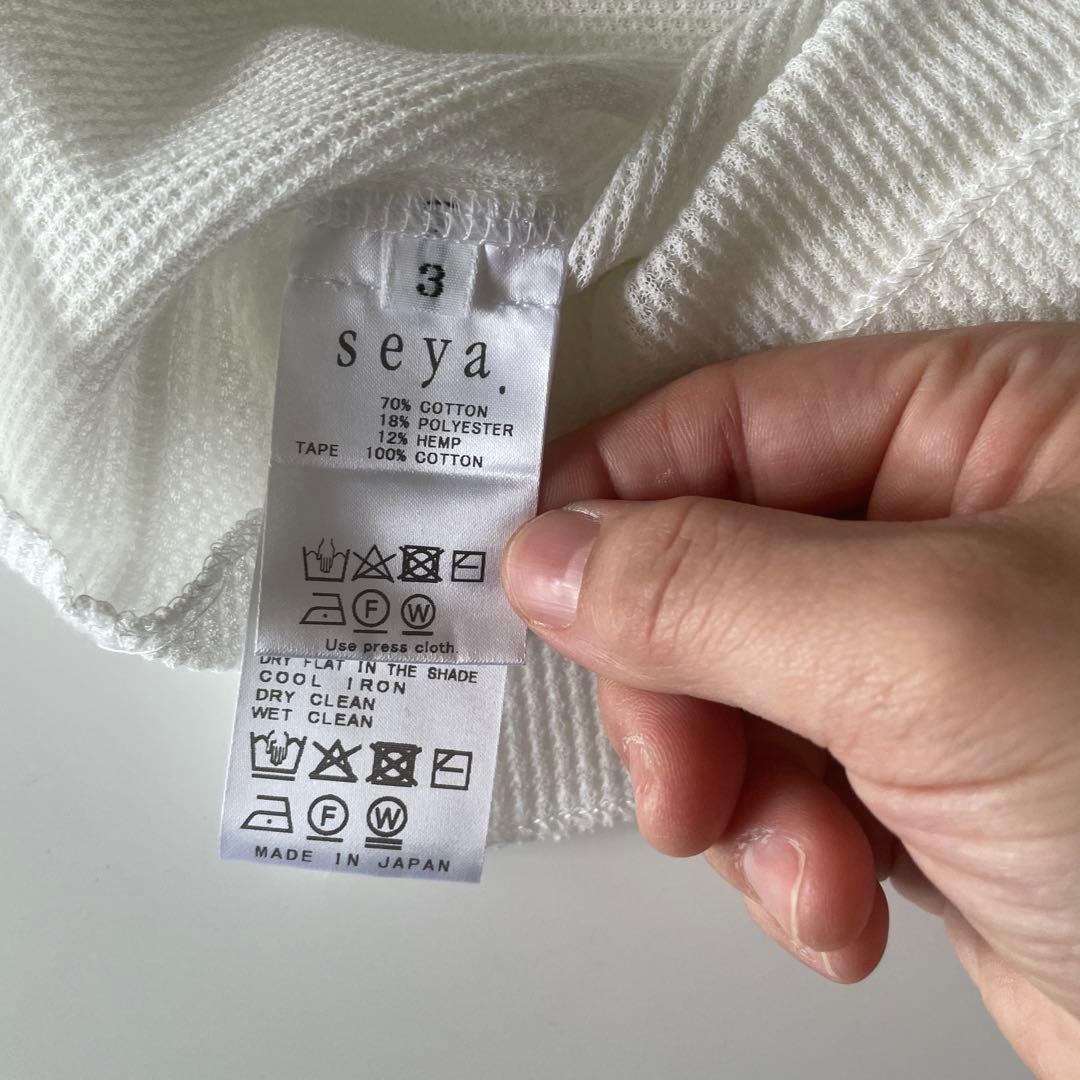 3
seya.
70% COTTON
18% POLYESTER
12% HEMP
TAPE 100% COTTON
F W
Use press cloth.
DRY FLAT IN THE SHADE
COOL IRON
DRY CLEAN
WET CLEAN
F W
MADE IN JAPAN